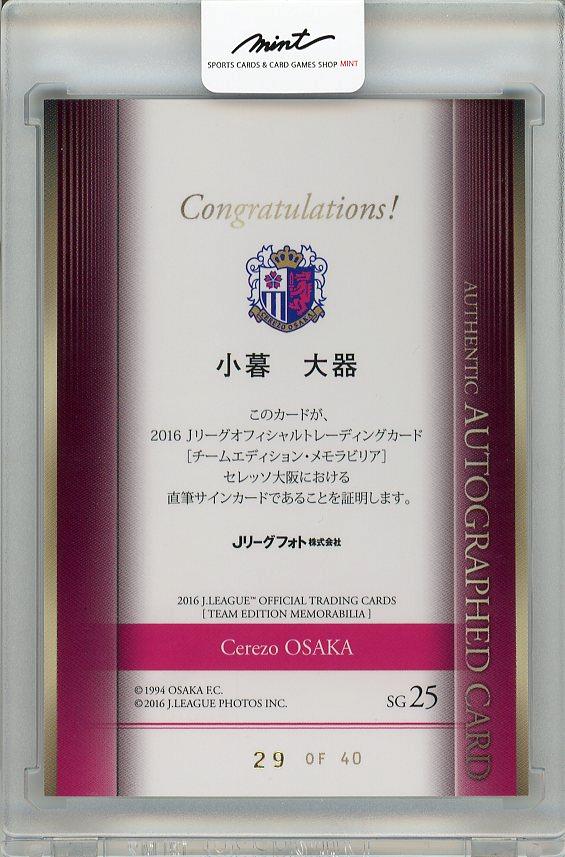 mint
SPORTS CARDS & CARD GAMES SHOP MINT
Congratulations!
CEREZO OSAKA
小暮 大器
このカードが、
2016 Jリーグオフィシャルトレーディングカード
[チームエディション・メモラビリア]
セレッソ大阪における
直筆サインカードであることを証明します。
Jリーグフォト株式会社
2016 J.LEAGUE™ OFFICIAL TRADING CARDS
[ TEAM EDITION MEMORABILIA ]
Cerezo OSAKA
© 1994 OSAKA F.C.
© 2016 J.LEAGUE PHOTOS INC.
SG 25
29 OF 40
AUTHENTIC AUTOGRAPHED CARD